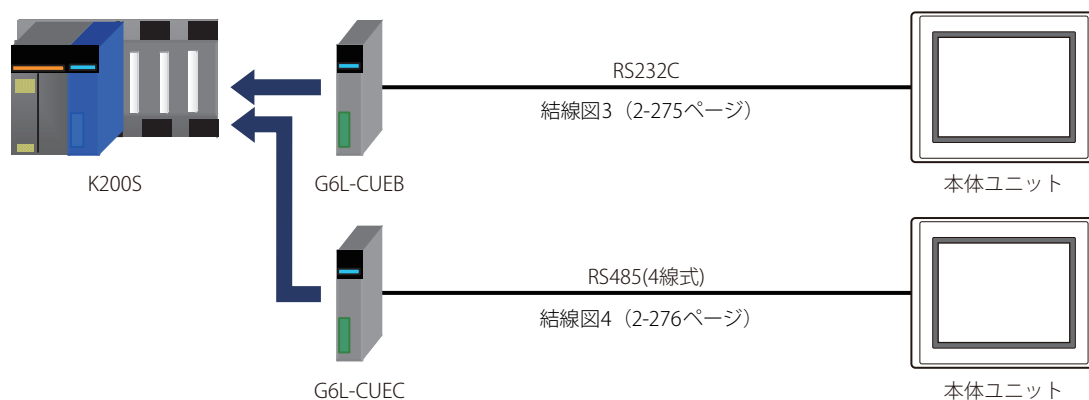 RS232C
結線図3（2-275ページ）
K200S
G6L-CUEB
本体ユニット
RS485(4線式)
結線図4（2-276ページ）
G6L-CUEC
本体ユニット